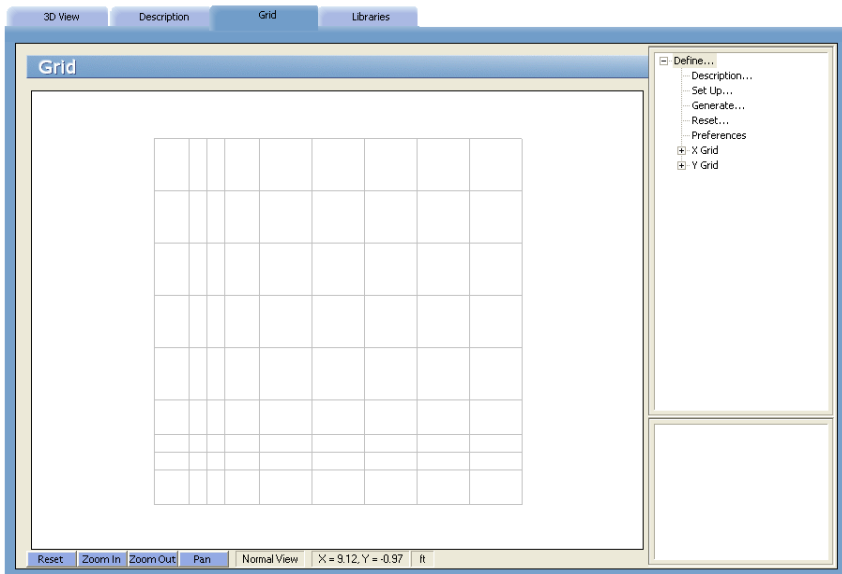 3D View Description Grid Libraries
Grid
Define...
Description...
Set Up...
Generate...
Reset...
Preferences
X Grid
Y Grid
Reset Zoom In Zoom Out Pan Normal View X = 9.12, Y = -0.97 ft